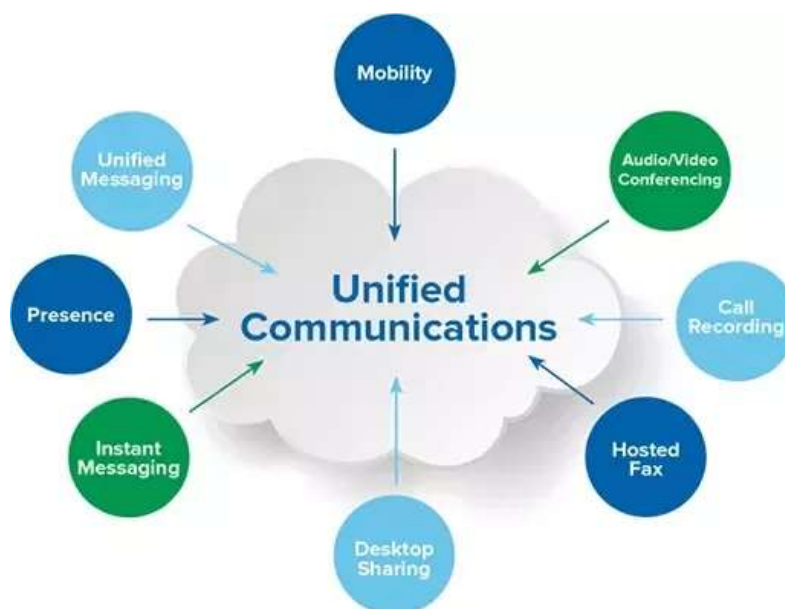 Mobility
Unified
Messaging
Audio/Video
Conferencing
Presence
Unified
Communications
Call
Recording
Instant
Messaging
Hosted
Fax
Desktop
Sharing